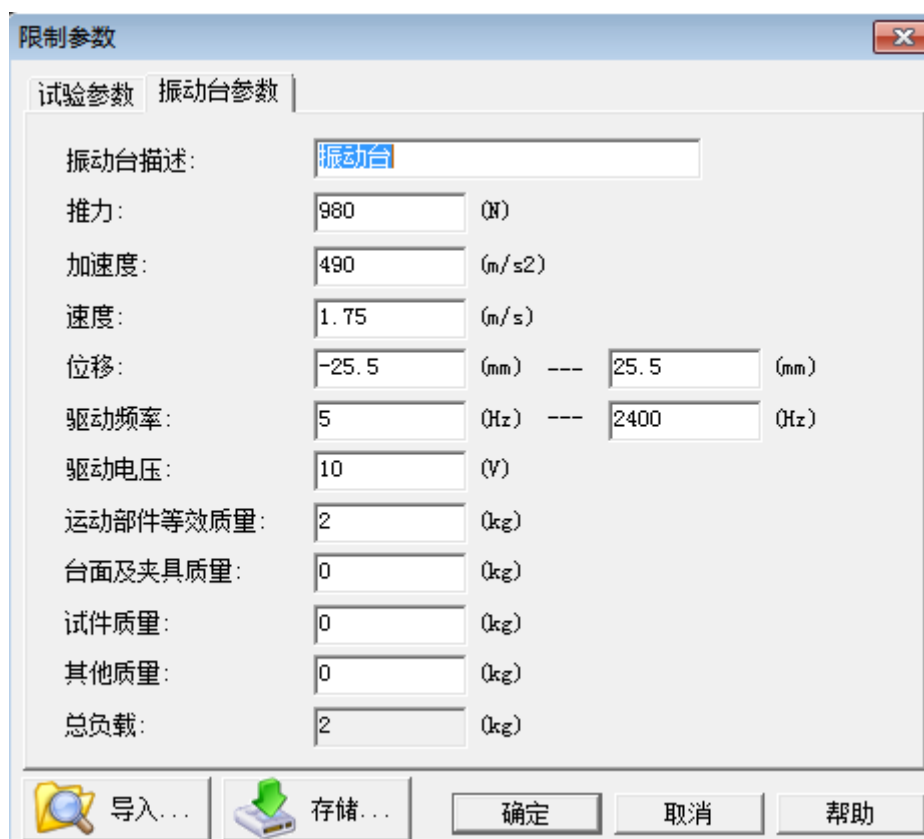 限制参数
试验参数 振动台参数
振动台描述: 振动台
推力: 980 (N)
加速度: 490 (m/s2)
速度: 1.75 (m/s)
位移: -25.5 (mm) --- 25.5 (mm)
驱动频率: 5 (Hz) --- 2400 (Hz)
驱动电压: 10 (V)
运动部件等效质量: 2 (kg)
台面及夹具质量: 0 (kg)
试件质量: 0 (kg)
其他质量: 0 (kg)
总负载: 2 (kg)
导入... 存储... 确定 取消 帮助